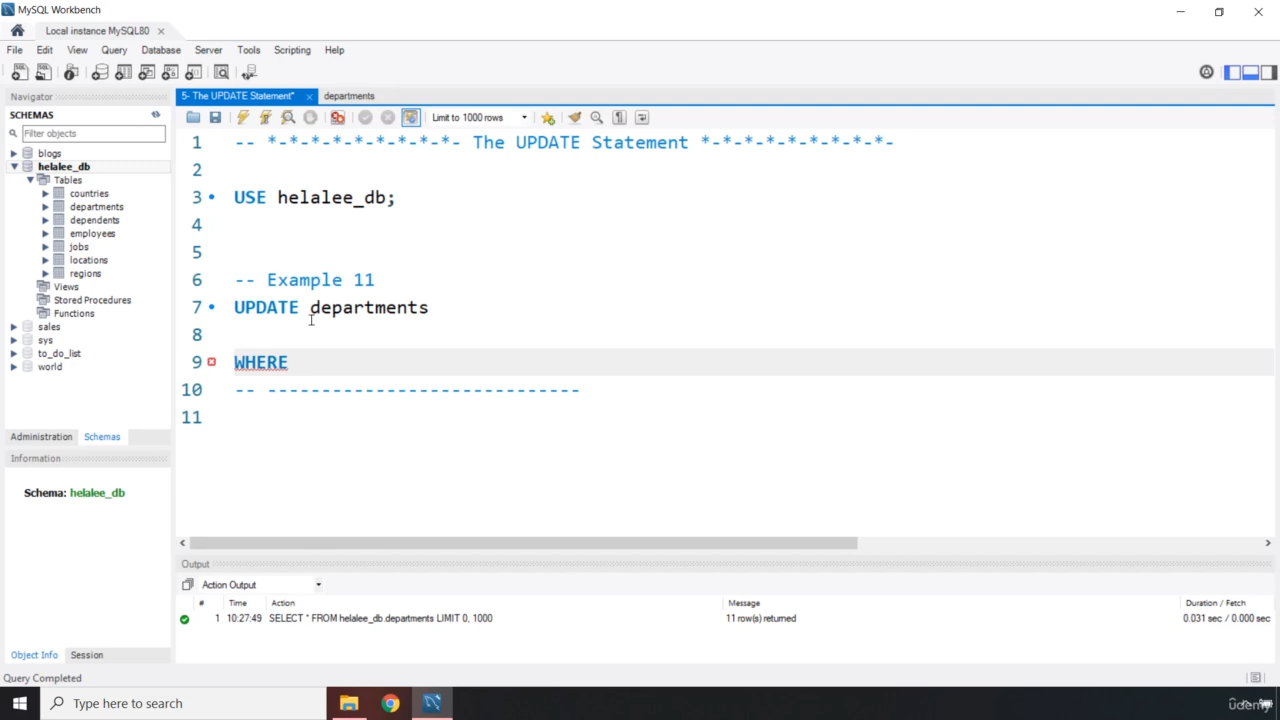 MySQL Workbench
Local instance MySQL80
File Edit View Query Database Server Tools Scripting Help
Navigator
SCHEMAS
Filter objects
blogs
helalee_db
Tables
countries
departments
dependents
employees
jobs
locations
regions
Views
Stored Procedures
Functions
sales
sys
to_do_list
world
Administration Schemas
Information
Schema: helalee_db
Object Info Session
5- The UPDATE Statement* departments
Limit to 1000 rows
1 -- *-*-*-*-*-*-*-*-*- The UPDATE Statement *-*-*-*-*-*-*-*-*-
2
3 USE helalee_db;
4
5
6 -- Example 11
7 UPDATE departments
8
9 WHERE
10 -- -----------------------------
11
Output
Action Output
# Time Action Message Duration / Fetch
1 10:27:49 SELECT * FROM helalee_db.departments LIMIT 0, 1000 11 row(s) returned 0.031 sec / 0.000 sec
Query Completed
Type here to search
udemy